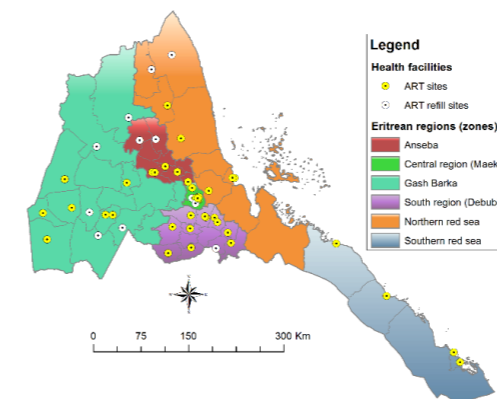 Legend
Health facilities
ART sites
ART refill sites
Eritrean regions (zones)
Anseba
Central region (Maek
Gash Barka
South region (Debub
Northern red sea
Southern red sea
0 75 150 300 Km